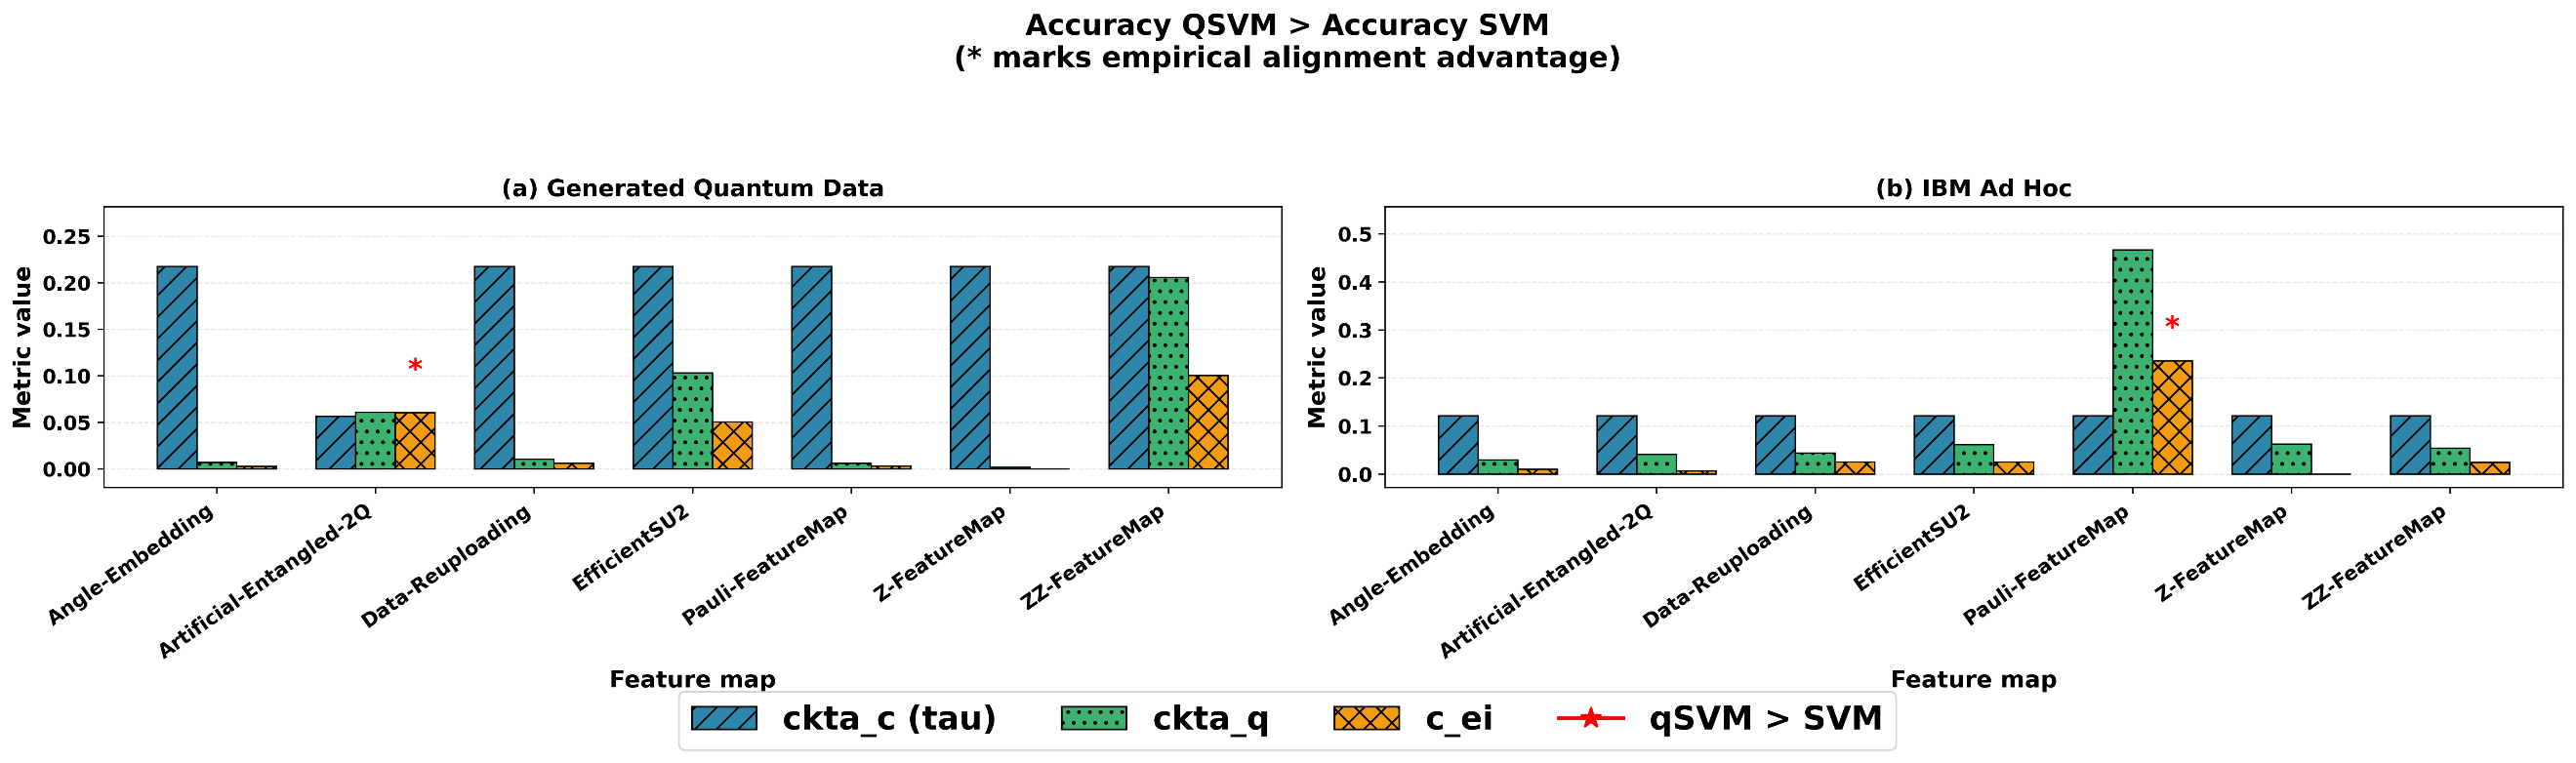 Accuracy QSVM > Accuracy SVM
(* marks empirical alignment advantage)
(a) Generated Quantum Data
Metric value
0.25
0.20
0.15
0.10
0.05
0.00
*
Angle-Embedding
Artificial-Entangled-2Q
Data-Reuploading
EfficientSU2
Pauli-FeatureMap
Z-FeatureMap
ZZ-FeatureMap
Feature map
(b) IBM Ad Hoc
Metric value
0.5
0.4
0.3
0.2
0.1
0.0
*
Angle-Embedding
Artificial-Entangled-2Q
Data-Reuploading
EfficientSU2
Pauli-FeatureMap
Z-FeatureMap
ZZ-FeatureMap
Feature map
ckta_c (tau)
ckta_q
c_ei
qSVM > SVM